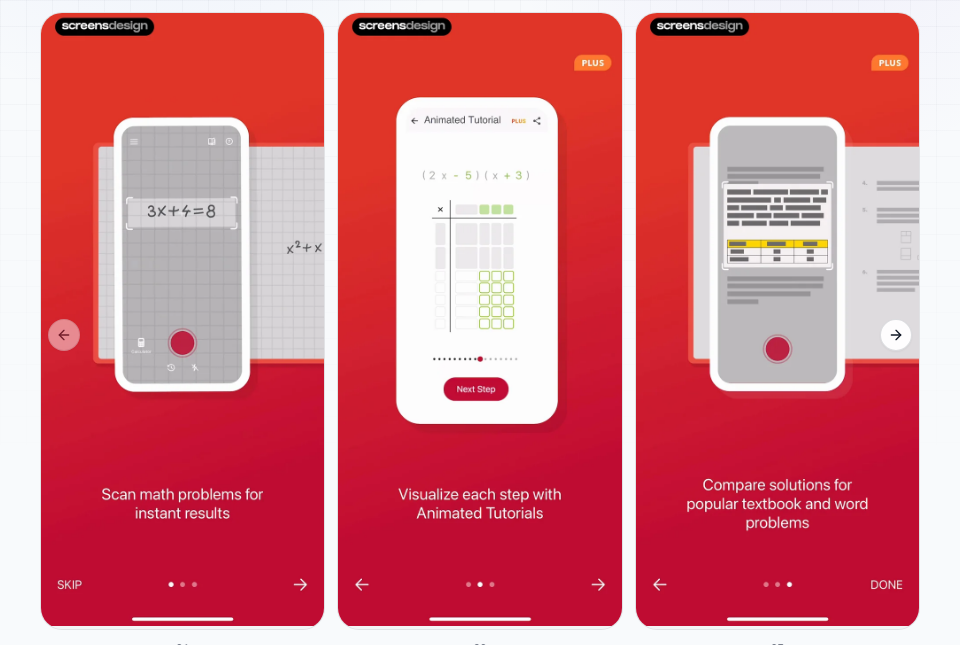 screensdesign
3x+4=8
x²+x
Scan math problems for
instant results
SKIP
screensdesign
PLUS
Animated Tutorial PLUS
(2x - 5)(x + 3)
×
Next Step
Visualize each step with
Animated Tutorials
screensdesign
PLUS
Compare solutions for
popular textbook and word
problems
DONE